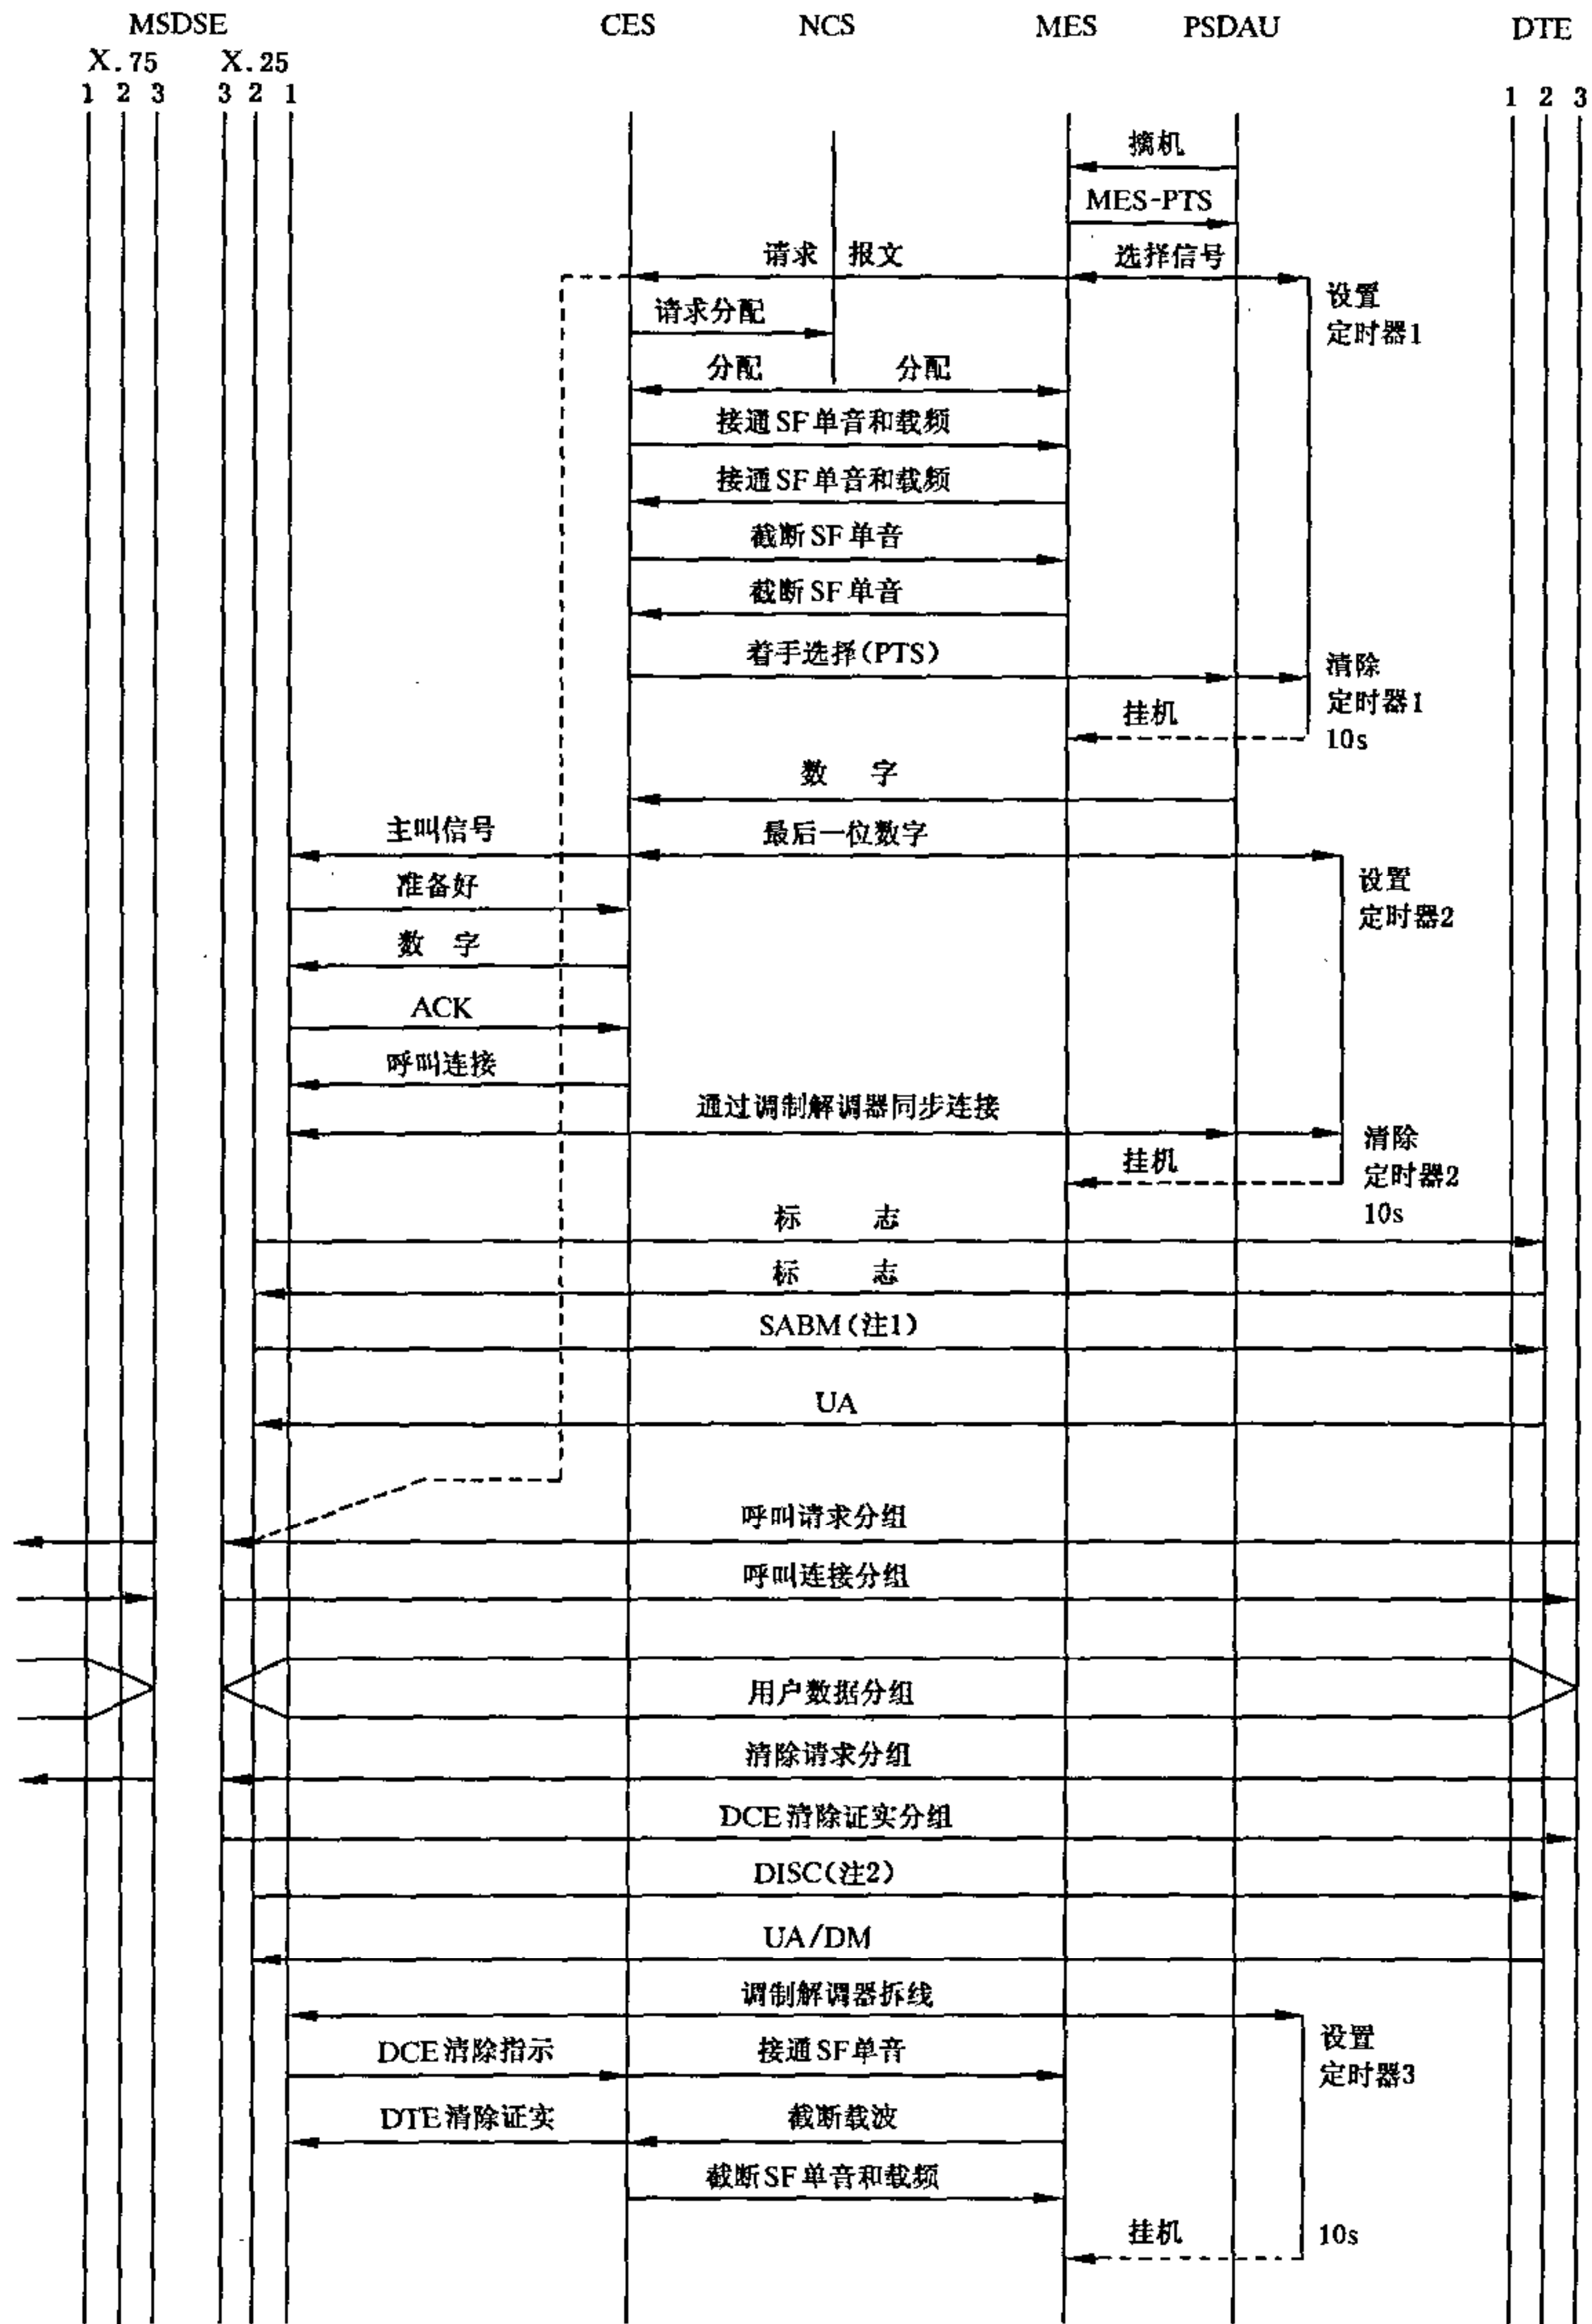 MSDSE CES NCS MES PSDAU DTE
X.75 X.25
1 2 3 3 2 1 1 2 3
摘机
MES-PTS
请求 报文 选择信号
设置
定时器1
请求分配
分配 分配
接通SF单音和载频
接通SF单音和载频
截断SF单音
截断SF单音
着手选择(PTS)
清除
定时器1
10s
挂机
数 字
主叫信号 最后一位数字
设置
定时器2
准备好
数 字
ACK
呼叫连接
通过调制解调器同步连接
清除
定时器2
10s
挂机
标 志
标 志
SABM(注1)
UA
呼叫请求分组
呼叫连接分组
用户数据分组
清除请求分组
DCE清除证实分组
DISC(注2)
UA/DM
调制解调器拆线
设置
定时器3
DCE清除指示 接通SF单音
DTE清除证实 截断载波
截断SF单音和载频
挂机 10s